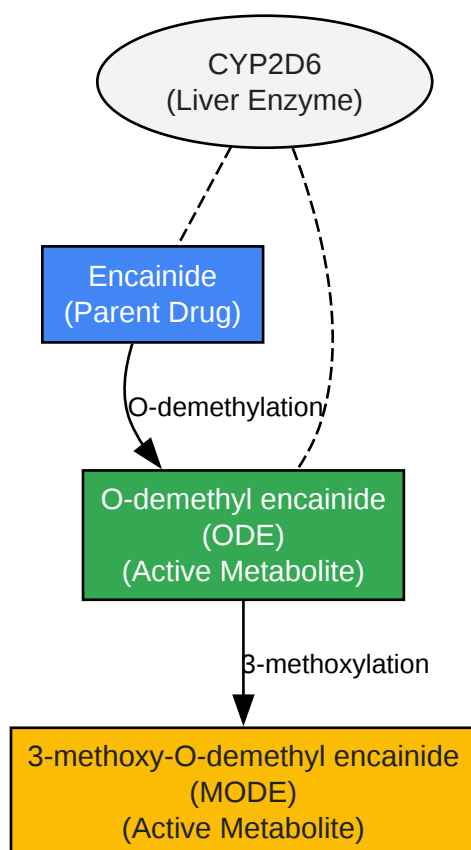 CYP2D6
(Liver Enzyme)
Encainide
(Parent Drug)
O-demethylation
O-demethyl encainide
(ODE)
(Active Metabolite)
3-methoxylation
3-methoxy-O-demethyl encainide
(MODE)
(Active Metabolite)